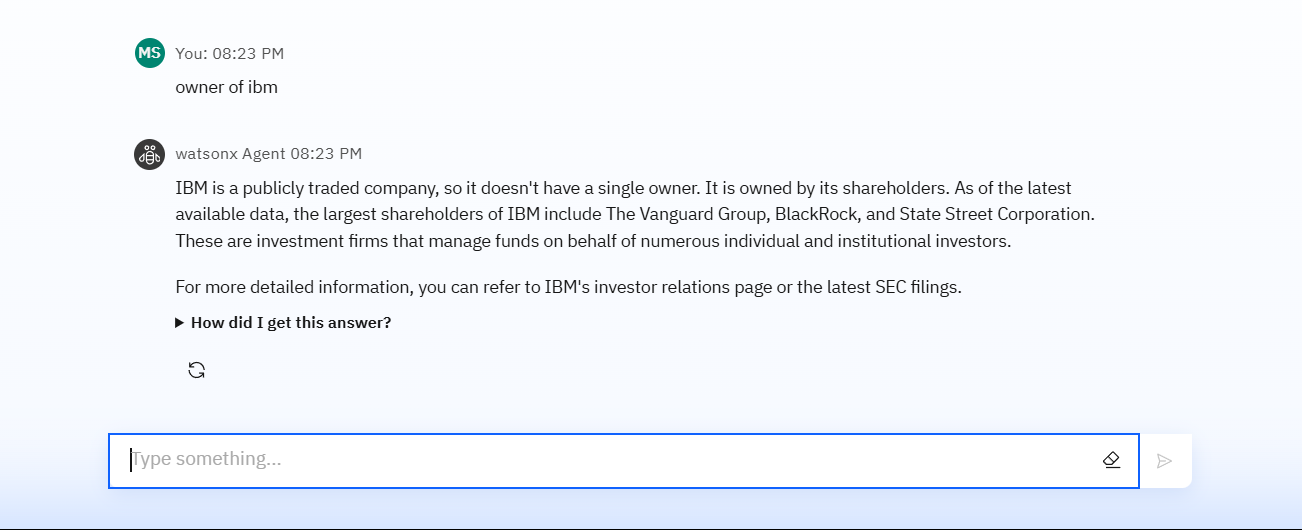 MS You: 08:23 PM
owner of ibm
watsonx Agent 08:23 PM
IBM is a publicly traded company, so it doesn't have a single owner. It is owned by its shareholders. As of the latest
available data, the largest shareholders of IBM include The Vanguard Group, BlackRock, and State Street Corporation.
These are investment firms that manage funds on behalf of numerous individual and institutional investors.
For more detailed information, you can refer to IBM's investor relations page or the latest SEC filings.
How did I get this answer?
Type something...